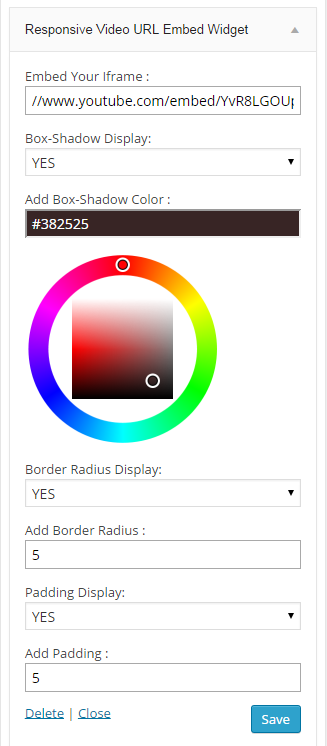 Responsive Video URL Embed Widget
Embed Your Iframe :
//www.youtube.com/embed/YvR8LGOU
Box-Shadow Display:
YES
Add Box-Shadow Color :
#382525
Border Radius Display:
YES
Add Border Radius :
5
Padding Display:
YES
Add Padding :
5
Delete | Close
Save